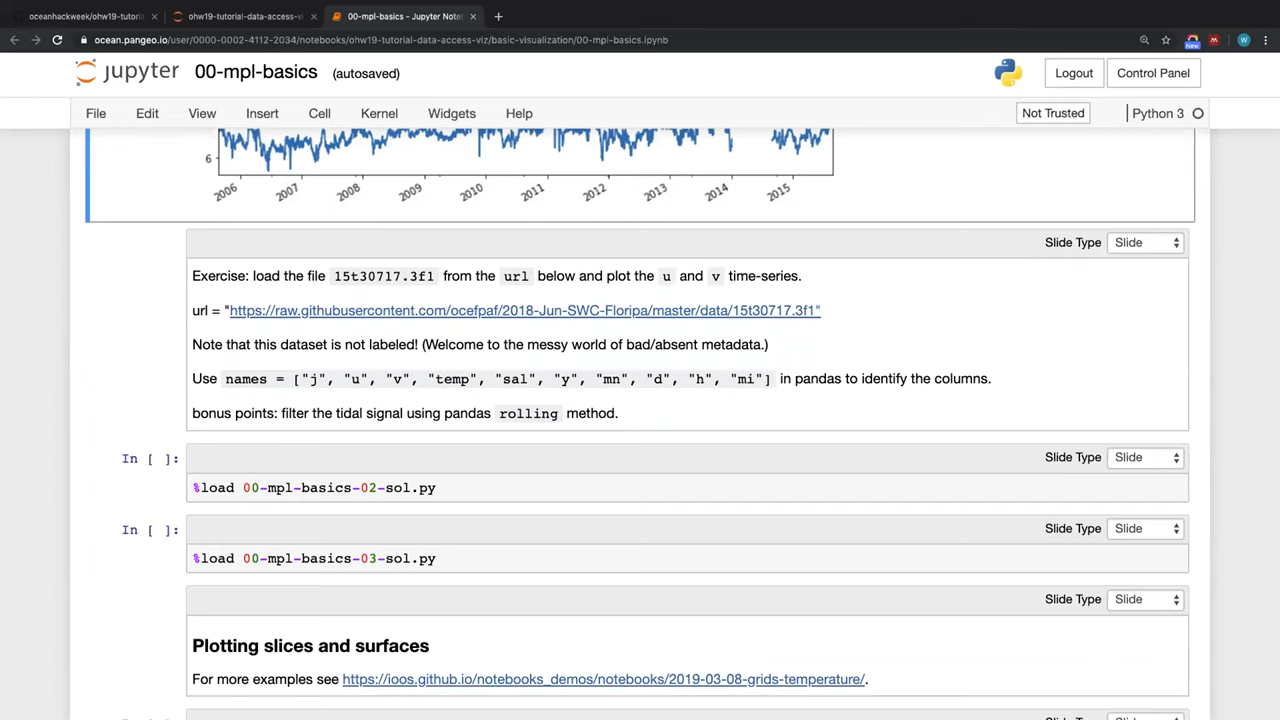 oceanhackweek/ohw19-tutori
ohw19-tutorial-data-access-vi
00-mpl-basics - Jupyter Note
ocean.pangeo.io/user/0000-0002-4112-2034/notebooks/ohw19-tutorial-data-access-viz/basic-visualization/00-mpl-basics.ipynb
New
W
jupyter 00-mpl-basics (autosaved)
Logout
Control Panel
File Edit View Insert Cell Kernel Widgets Help
Not Trusted
Python 3
6
2006 2007 2008 2009 2010 2011 2012 2013 2014 2015
Slide Type Slide
Exercise: load the file 15t30717.3f1 from the url below and plot the u and v time-series.
url = "https://raw.githubusercontent.com/ocefpaf/2018-Jun-SWC-Floripa/master/data/15t30717.3f1"
Note that this dataset is not labeled! (Welcome to the messy world of bad/absent metadata.)
Use names = ["j", "u", "v", "temp", "sal", "y", "mn", "d", "h", "mi"] in pandas to identify the columns.
bonus points: filter the tidal signal using pandas rolling method.
Slide Type Slide
In [ ]:
%load 00-mpl-basics-02-sol.py
Slide Type Slide
In [ ]:
%load 00-mpl-basics-03-sol.py
Slide Type Slide
Plotting slices and surfaces
For more examples see https://ioos.github.io/notebooks_demos/notebooks/2019-03-08-grids-temperature/.